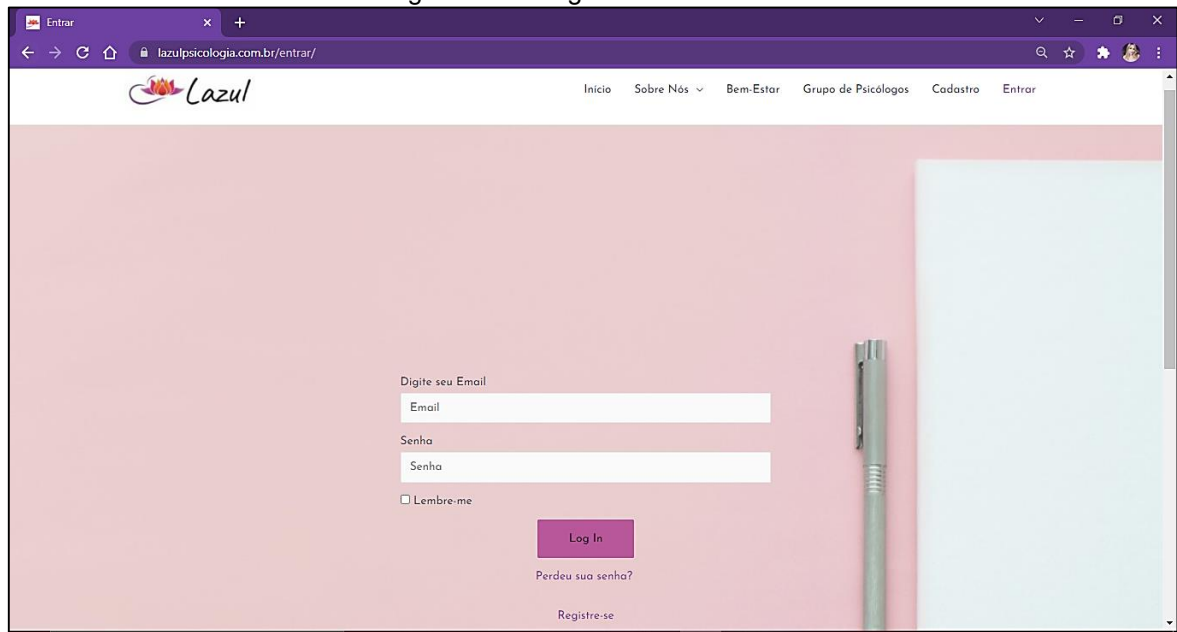 Entrar
lazulpsicologia.com.br/entrar/
Lazul
Início Sobre Nós Bem-Estar Grupo de Psicólogos Cadastro Entrar
Digite seu Email
Email
Senha
Senha
Lembre-me
Log In
Perdeu sua senha?
Registre-se